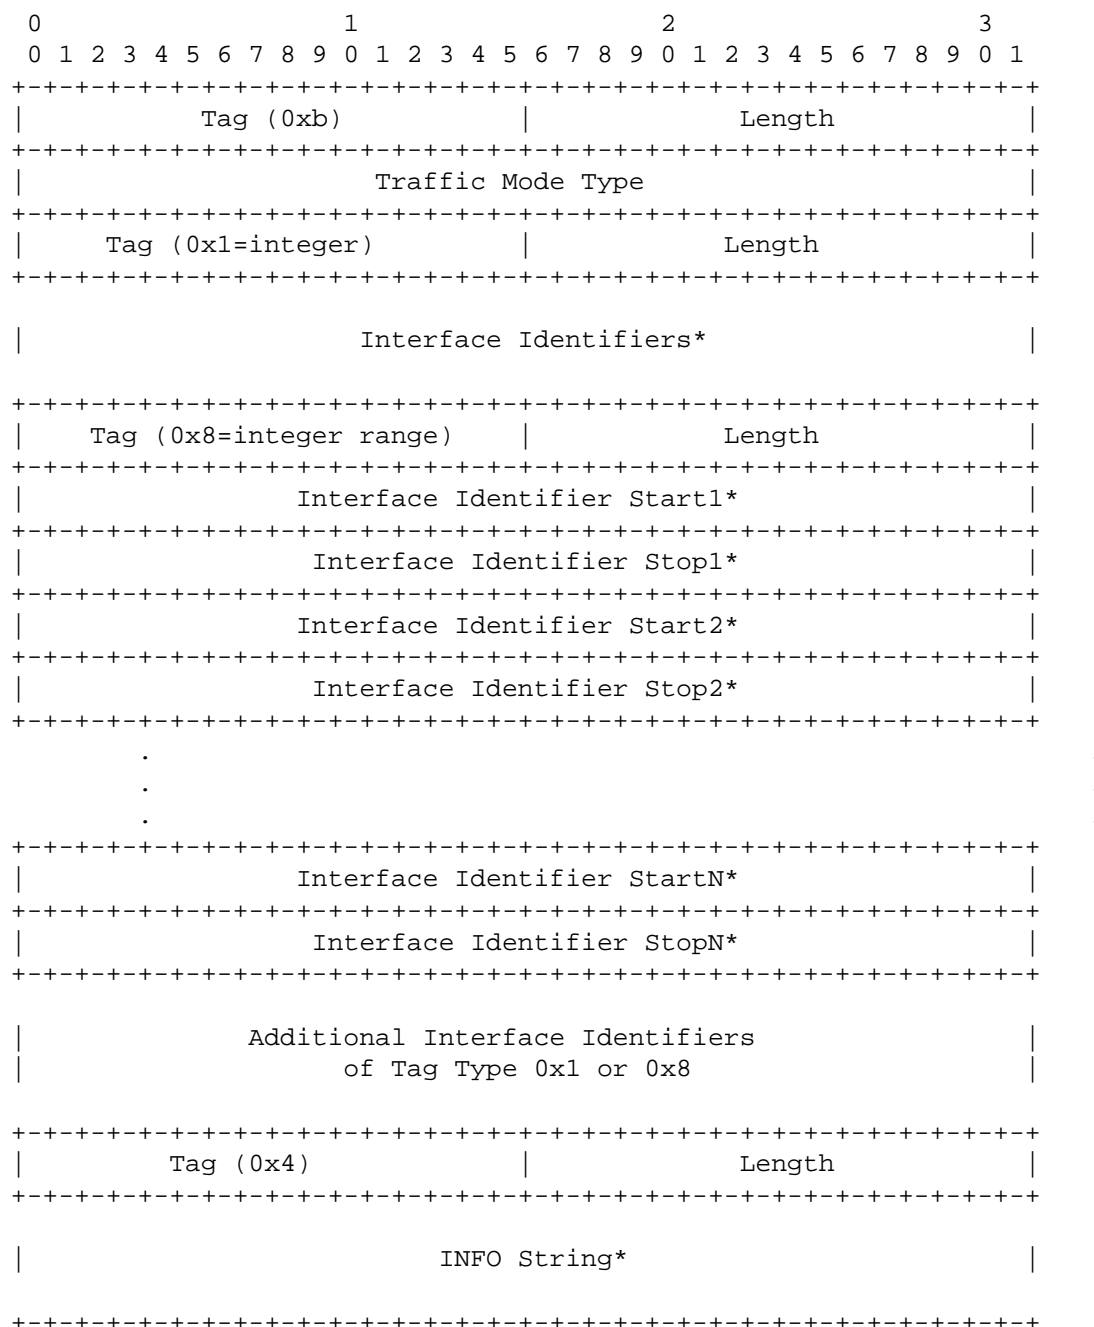 0                   1                   2                   3
 0 1 2 3 4 5 6 7 8 9 0 1 2 3 4 5 6 7 8 9 0 1 2 3 4 5 6 7 8 9 0 1
+-+-+-+-+-+-+-+-+-+-+-+-+-+-+-+-+-+-+-+-+-+-+-+-+-+-+-+-+-+-+-+-+
|           Tag (0xb)           |             Length            |
+-+-+-+-+-+-+-+-+-+-+-+-+-+-+-+-+-+-+-+-+-+-+-+-+-+-+-+-+-+-+-+-+
|                      Traffic Mode Type                        |
+-+-+-+-+-+-+-+-+-+-+-+-+-+-+-+-+-+-+-+-+-+-+-+-+-+-+-+-+-+-+-+-+
|     Tag (0x1=integer)         |            Length             |
+-+-+-+-+-+-+-+-+-+-+-+-+-+-+-+-+-+-+-+-+-+-+-+-+-+-+-+-+-+-+-+-+
|                     Interface Identifiers*                    |
+-+-+-+-+-+-+-+-+-+-+-+-+-+-+-+-+-+-+-+-+-+-+-+-+-+-+-+-+-+-+-+-+
|    Tag (0x8=integer range)    |            Length             |
+-+-+-+-+-+-+-+-+-+-+-+-+-+-+-+-+-+-+-+-+-+-+-+-+-+-+-+-+-+-+-+-+
|                 Interface Identifier Start1*                  |
+-+-+-+-+-+-+-+-+-+-+-+-+-+-+-+-+-+-+-+-+-+-+-+-+-+-+-+-+-+-+-+-+
|                  Interface Identifier Stop1*                  |
+-+-+-+-+-+-+-+-+-+-+-+-+-+-+-+-+-+-+-+-+-+-+-+-+-+-+-+-+-+-+-+-+
|                 Interface Identifier Start2*                  |
+-+-+-+-+-+-+-+-+-+-+-+-+-+-+-+-+-+-+-+-+-+-+-+-+-+-+-+-+-+-+-+-+
|                  Interface Identifier Stop2*                  |
+-+-+-+-+-+-+-+-+-+-+-+-+-+-+-+-+-+-+-+-+-+-+-+-+-+-+-+-+-+-+-+-+
        .
        .
        .
+-+-+-+-+-+-+-+-+-+-+-+-+-+-+-+-+-+-+-+-+-+-+-+-+-+-+-+-+-+-+-+-+
|                 Interface Identifier StartN*                  |
+-+-+-+-+-+-+-+-+-+-+-+-+-+-+-+-+-+-+-+-+-+-+-+-+-+-+-+-+-+-+-+-+
|                  Interface Identifier StopN*                  |
+-+-+-+-+-+-+-+-+-+-+-+-+-+-+-+-+-+-+-+-+-+-+-+-+-+-+-+-+-+-+-+-+
|              Additional Interface Identifiers                 |
|                    of Tag Type 0x1 or 0x8                     |
+-+-+-+-+-+-+-+-+-+-+-+-+-+-+-+-+-+-+-+-+-+-+-+-+-+-+-+-+-+-+-+-+
|         Tag (0x4)             |             Length            |
+-+-+-+-+-+-+-+-+-+-+-+-+-+-+-+-+-+-+-+-+-+-+-+-+-+-+-+-+-+-+-+-+
|                          INFO String*                         |
+-+-+-+-+-+-+-+-+-+-+-+-+-+-+-+-+-+-+-+-+-+-+-+-+-+-+-+-+-+-+-+-+